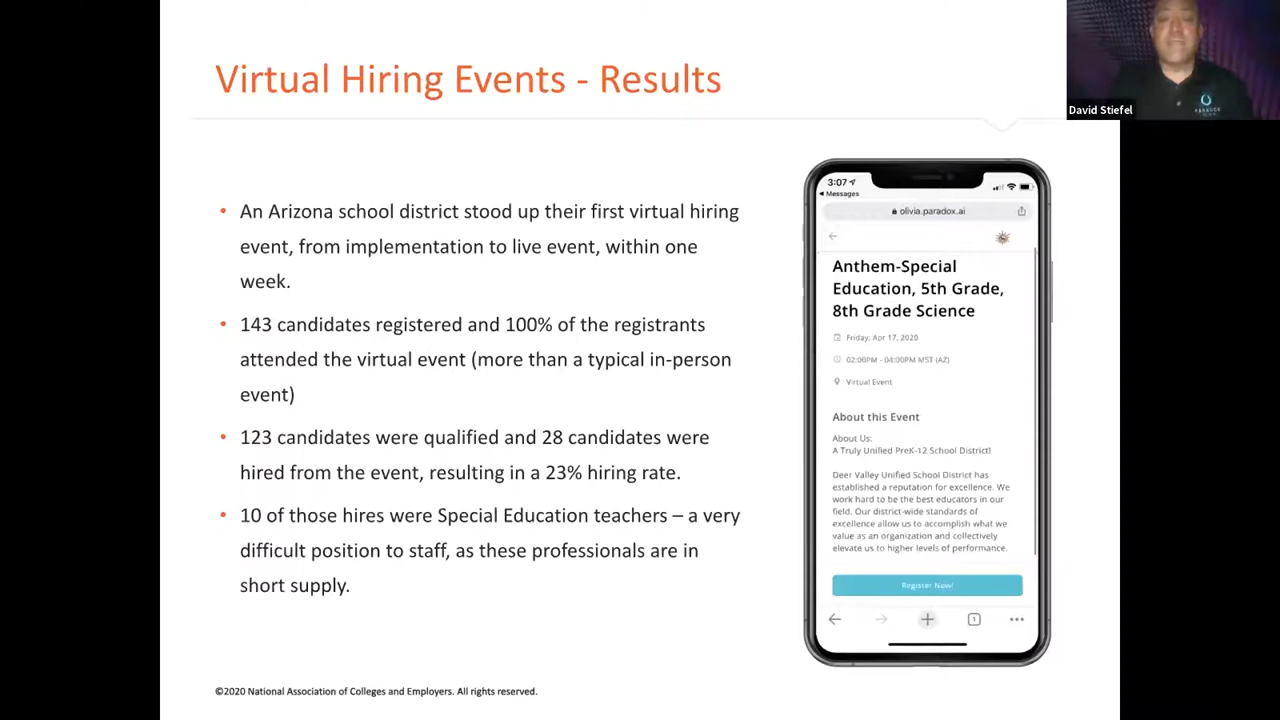 Virtual Hiring Events - Results
David Stiefel
PARADOX
• An Arizona school district stood up their first virtual hiring
event, from implementation to live event, within one
week.
• 143 candidates registered and 100% of the registrants
attended the virtual event (more than a typical in-person
event)
• 123 candidates were qualified and 28 candidates were
hired from the event, resulting in a 23% hiring rate.
• 10 of those hires were Special Education teachers – a very
difficult position to staff, as these professionals are in
short supply.
3:07
Messages
olivia.paradox.ai
Anthem-Special
Education, 5th Grade,
8th Grade Science
Friday, Apr 17, 2020
02:00PM - 04:00PM MST (AZ)
Virtual Event
About this Event
About Us:
A Truly Unified PreK-12 School District!
Deer Valley Unified School District has
established a reputation for excellence. We
work hard to be the best educators in our
field. Our district-wide standards of
excellence allow us to accomplish what we
value as an organization and collectively
elevate us to higher levels of performance.
Register Now!
1
©2020 National Association of Colleges and Employers. All rights reserved.